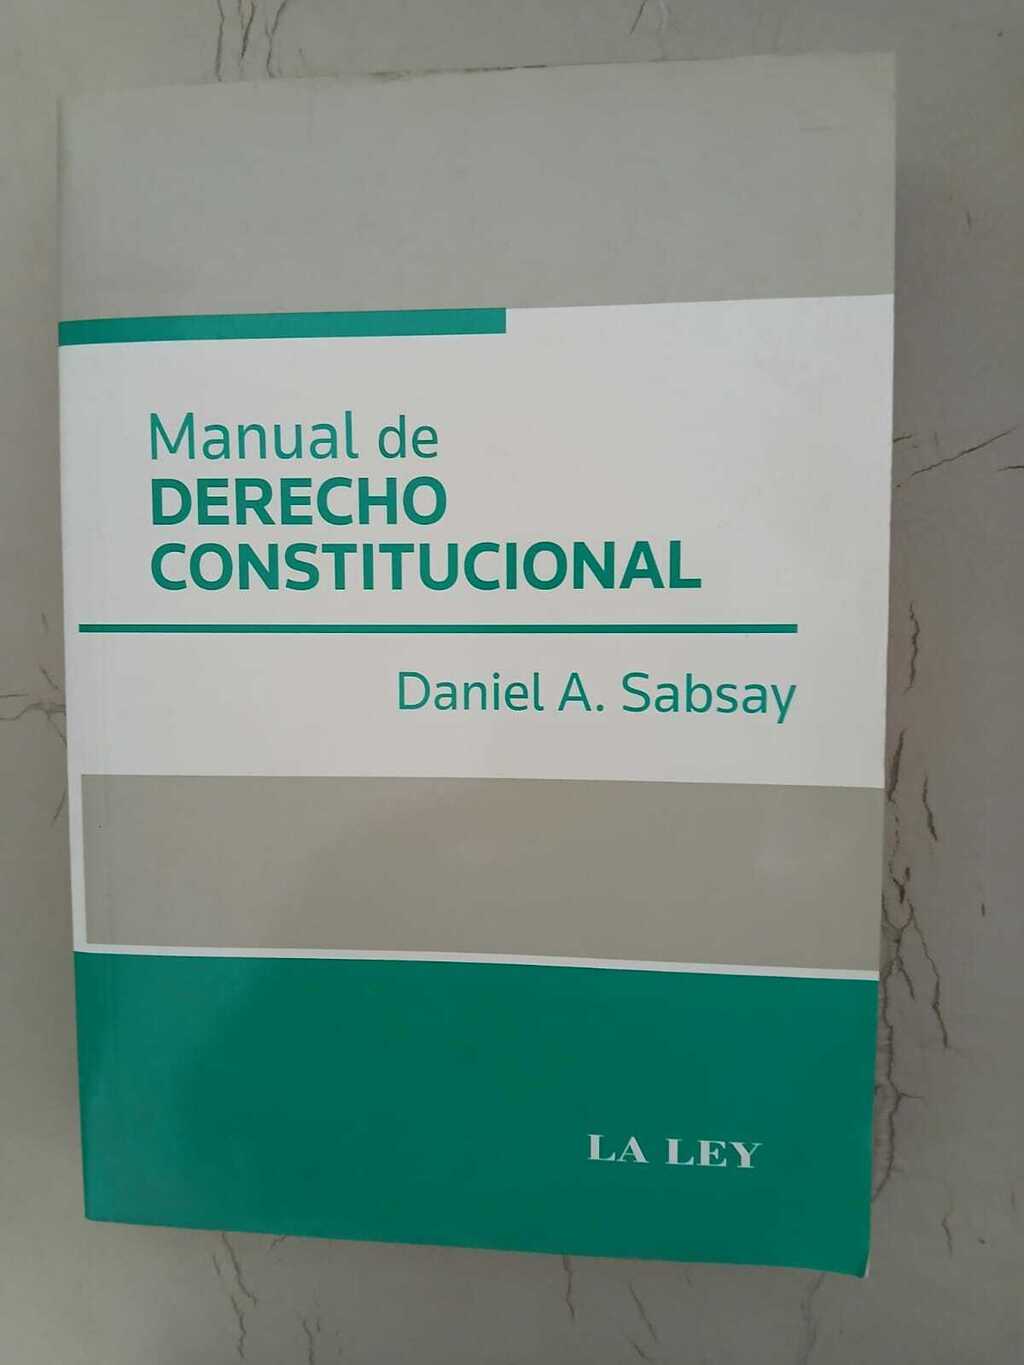 Manual de
DERECHO
CONSTITUCIONAL
Daniel A. Sabsay
LA LEY